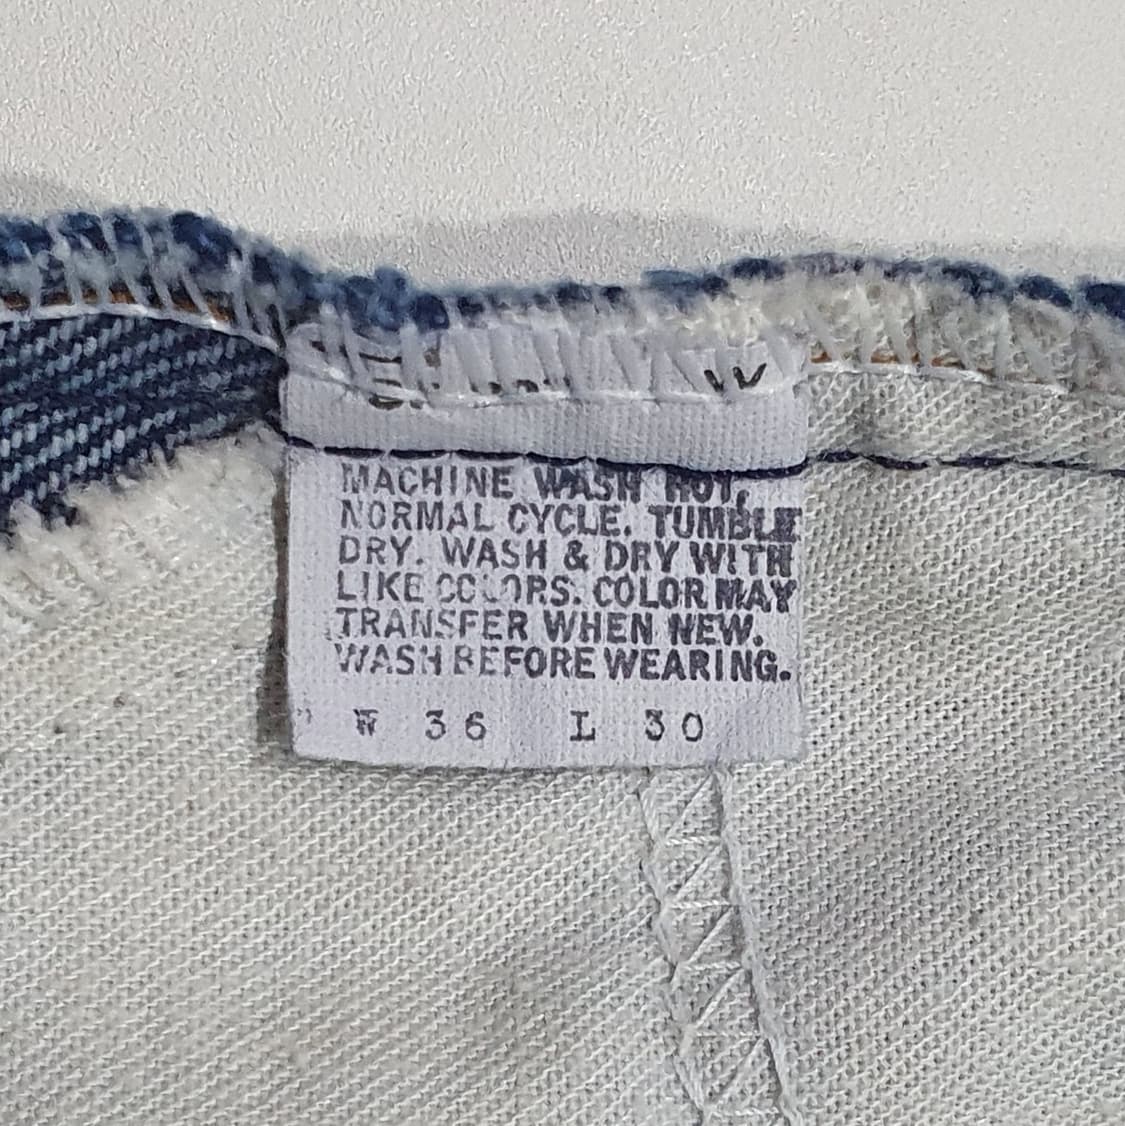 W
MACHINE WASH HOT,
NORMAL CYCLE. TUMBLE
DRY. WASH & DRY WITH
LIKE COLORS. COLOR MAY
TRANSFER WHEN NEW.
WASH BEFORE WEARING.
W 36 L 30